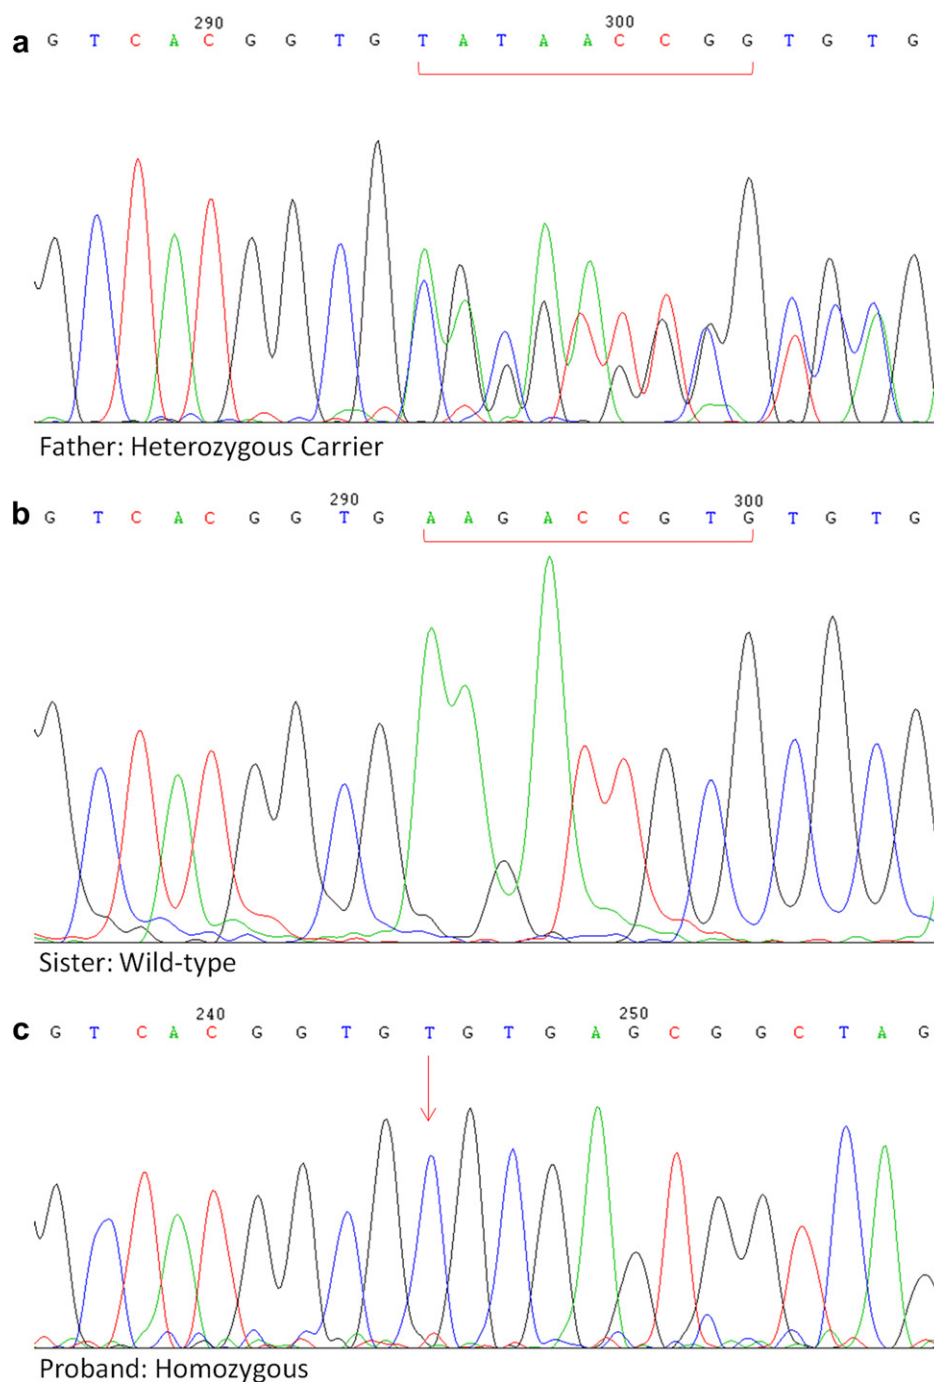 290 300
a G T C A C G G T G T A T A A C C G G T G T G
Father: Heterozygous Carrier
290 300
b G T C A C G G T G A A G A C C G T G T G T G
Sister: Wild-type
240 250
c G T C A C G G T G T G T G A G C G G C T A G
Proband: Homozygous